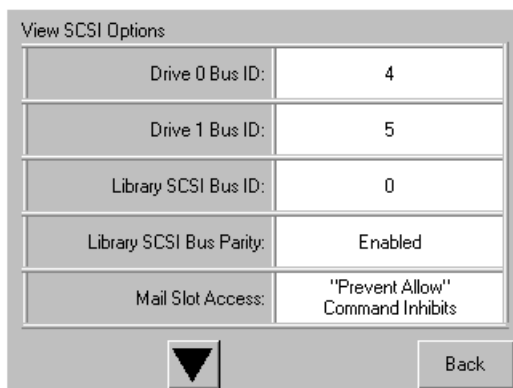 View SCSI Options
Drive 0 Bus ID: 4
Drive 1 Bus ID: 5
Library SCSI Bus ID: 0
Library SCSI Bus Parity: Enabled
Mail Slot Access: "Prevent Allow"
Command Inhibits
Back